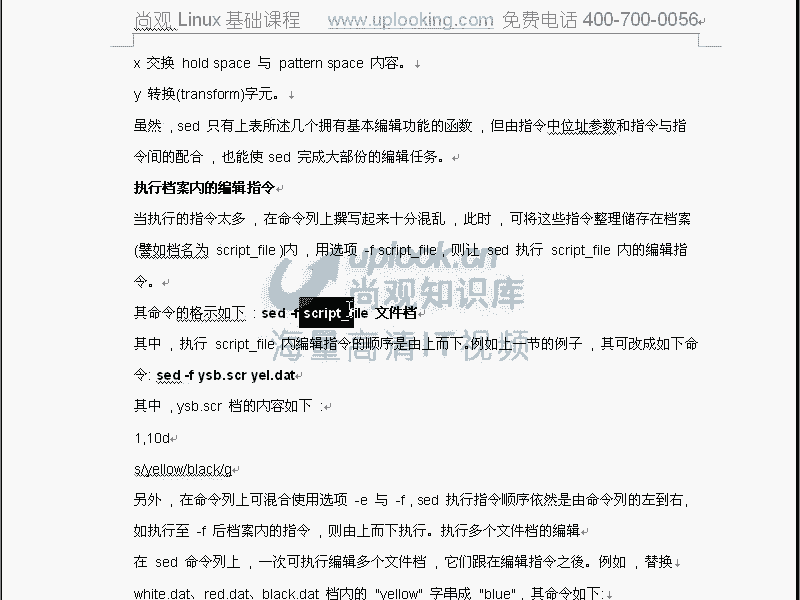 尚观 Linux 基础课程 www.uplooking.com 免费电话 400-700-0056
x 交换 hold space 与 pattern space 内容。
y 转换(transform)字元。
虽然 , sed 只有上表所述几个拥有基本编辑功能的函数 , 但由指令中位址参数和指令与指
令间的配合 , 也能使 sed 完成大部份的编辑任务。
执行档案内的编辑指令
当执行的指令太多 , 在命令列上撰写起来十分混乱 , 此时 , 可将这些指令整理储存在档案
(譬如档名为 script_file )内 , 用选项 -f script_file , 则让 sed 执行 script_file 内的编辑指
令。
其命令的格示如下 : sed -f script_file 文件档
其中 , 执行 script_file 内编辑指令的顺序是由上而下。例如上一节的例子 , 其可改成如下命
令: sed -f ysb.scr yel.dat
其中 , ysb.scr 档的内容如下 :
1,10d
s/yellow/black/g
另外 , 在命令列上可混合使用选项 -e 与 -f , sed 执行指令顺序依然是由命令列的左到右,
如执行至 -f 后档案内的指令 , 则由上而下执行。执行多个文件档的编辑
在 sed 命令列上 , 一次可执行编辑多个文件档 , 它们跟在编辑指令之後。例如 , 替换
white.dat、red.dat、black.dat 档内的 "yellow" 字串成 "blue" , 其命令如下:
uplook.cn
尚观知识库
海量高清IT视频